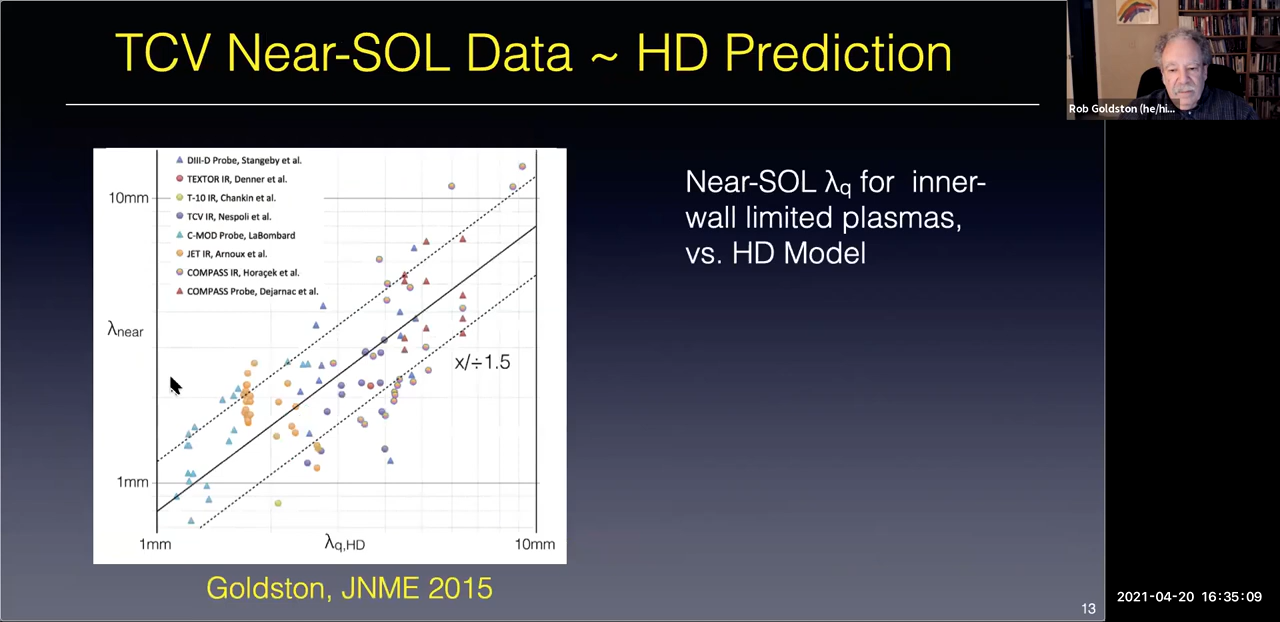 TCV Near-SOL Data ~ HD Prediction
Rob Goldston (he/hi...
DIII-D Probe, Stangeby et al.
TEXTOR IR, Denner et al.
T-10 IR, Chankin et al.
TCV IR, Nespoli et al.
C-MOD Probe, LaBombard
JET IR, Arnoux et al.
COMPASS IR, Horaçek et al.
COMPASS Probe, Dejarnac et al.
10mm
λnear
x/÷1.5
1mm
1mm
λq,HD
10mm
Near-SOL λq for inner-
wall limited plasmas,
vs. HD Model
Goldston, JNME 2015
2021-04-20 16:35:09
13